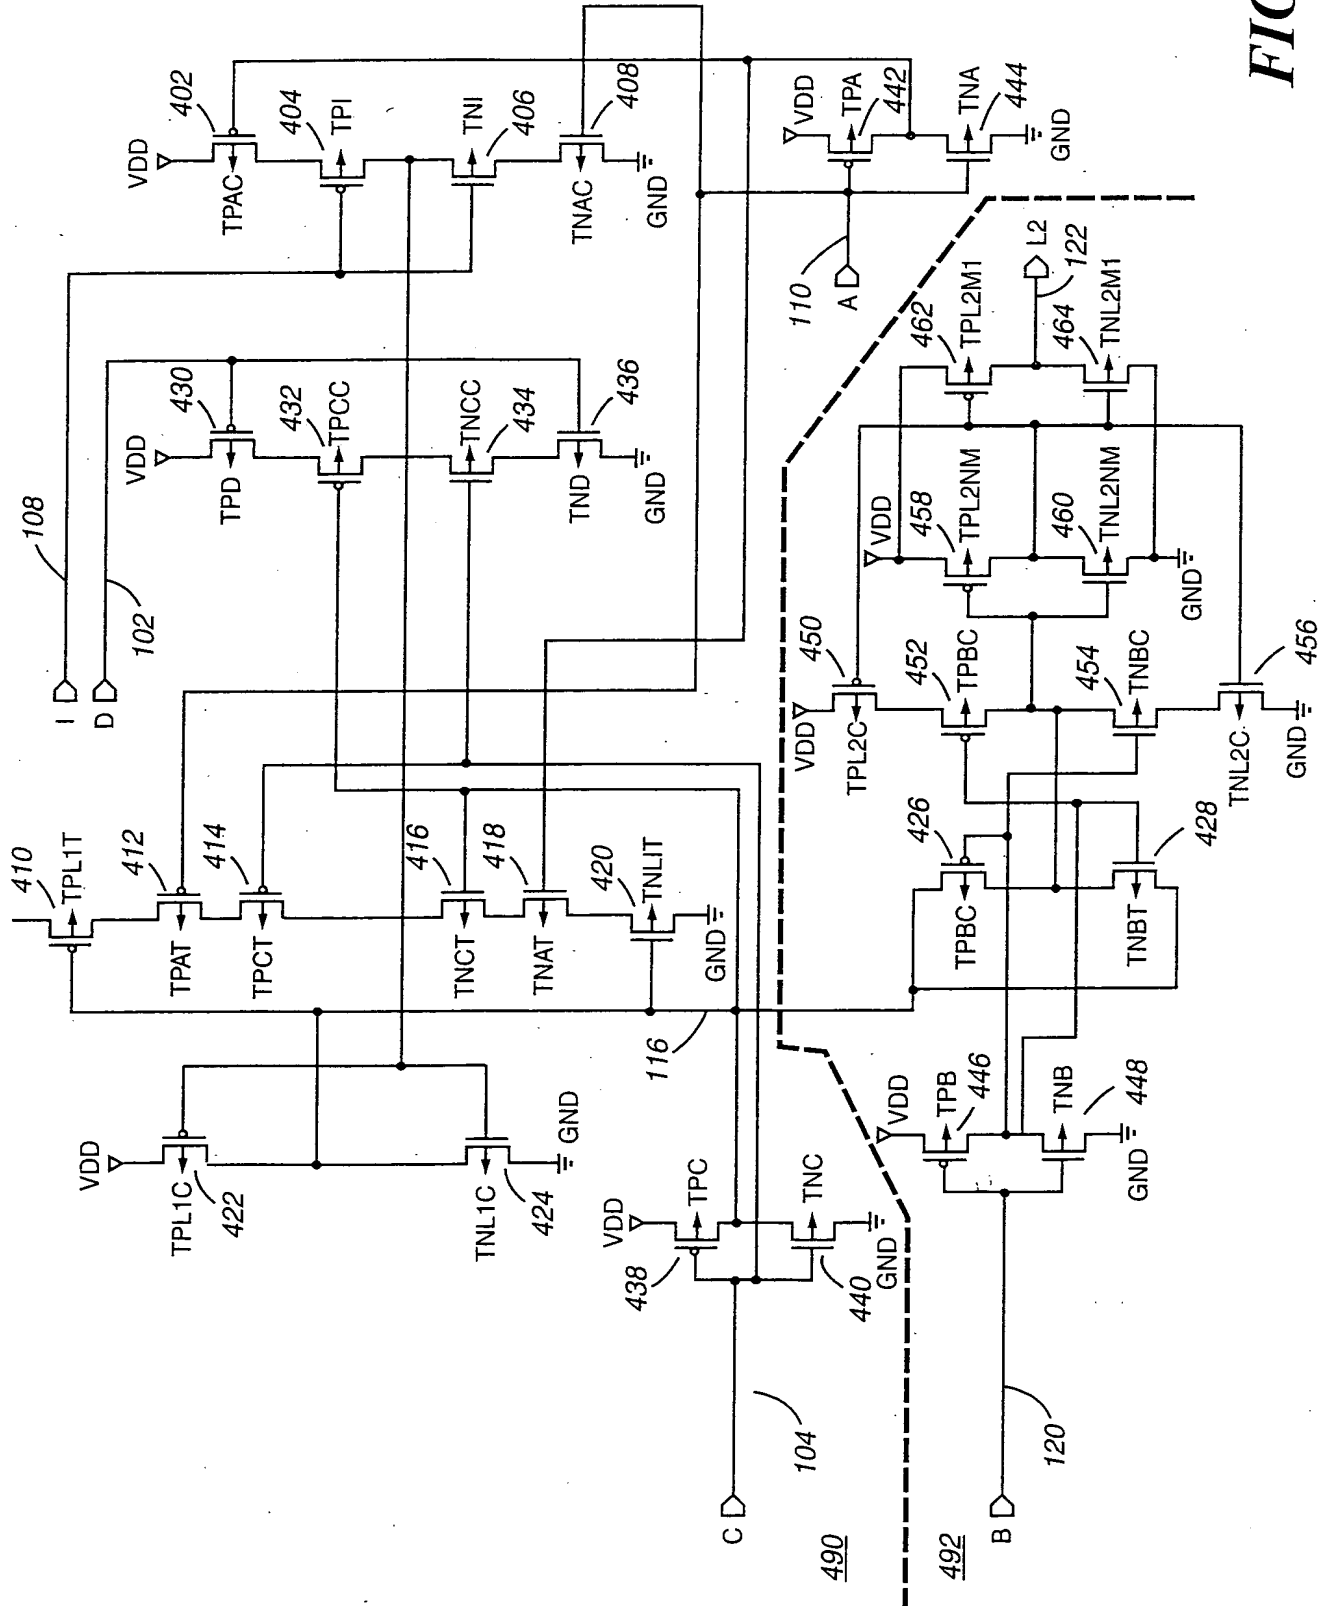 FIG
VDD
402
TPAC
404
TPI
TNI
406
TNAC
408
GND
108
I
D
102
VDD
430
TPD
432
TPCC
TNCC
434
TND
436
GND
410
TPL1T
412
TPAT
414
TPCT
416
TNCT
418
TNAT
420
TNLIT
GND
116
VDD
TPL1C
422
TNL1C
424
GND
VDD
TPC
438
TNC
440
GND
C
104
490
492
B
120
VDD
TPB
446
TNB
448
GND
426
TPBC
TNBT
428
VDD
450
TPL2C
452
TPBC
454
TNBC
TNL2C
456
GND
VDD
458
TPL2NM
460
TNL2NM
GND
462
TPL2M1
464
TNL2M1
L2
122
110
A
VDD
TPA
442
TNA
444
GND